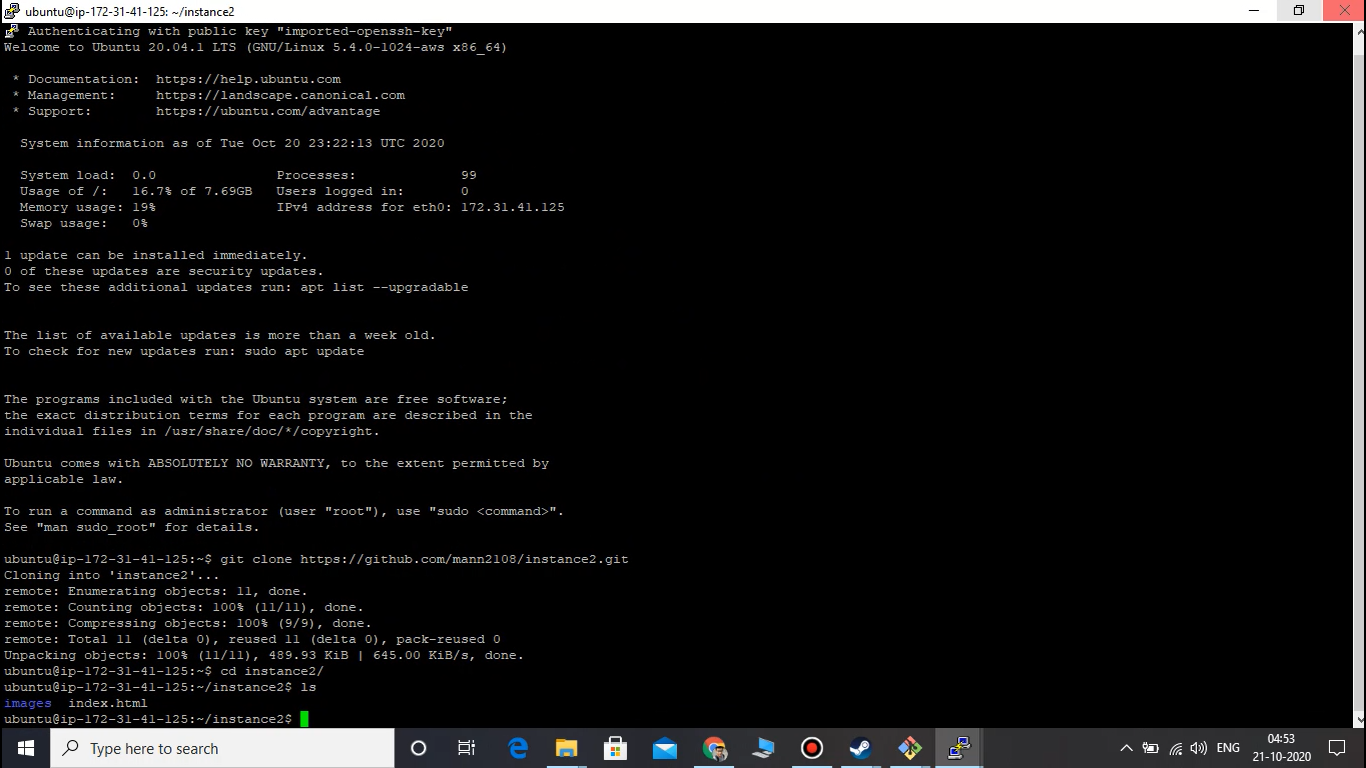 ubuntu@ip-172-31-41-125: ~/instance2
Authenticating with public key "imported-openssh-key"
Welcome to Ubuntu 20.04.1 LTS (GNU/Linux 5.4.0-1024-aws x86_64)
* Documentation:  https://help.ubuntu.com
* Management:     https://landscape.canonical.com
* Support:        https://ubuntu.com/advantage
System information as of Tue Oct 20 23:22:13 UTC 2020
System load:  0.0               Processes:             99
Usage of /:   16.7% of 7.69GB   Users logged in:       0
Memory usage: 19%               IPv4 address for eth0: 172.31.41.125
Swap usage:   0%
1 update can be installed immediately.
0 of these updates are security updates.
To see these additional updates run: apt list --upgradable
The list of available updates is more than a week old.
To check for new updates run: sudo apt update
The programs included with the Ubuntu system are free software;
the exact distribution terms for each program are described in the
individual files in /usr/share/doc/*/copyright.
Ubuntu comes with ABSOLUTELY NO WARRANTY, to the extent permitted by
applicable law.
To run a command as administrator (user "root"), use "sudo <command>".
See "man sudo_root" for details.
ubuntu@ip-172-31-41-125:~$ git clone https://github.com/mann2108/instance2.git
Cloning into 'instance2'...
remote: Enumerating objects: 11, done.
remote: Counting objects: 100% (11/11), done.
remote: Compressing objects: 100% (9/9), done.
remote: Total 11 (delta 0), reused 11 (delta 0), pack-reused 0
Unpacking objects: 100% (11/11), 489.93 KiB | 645.00 KiB/s, done.
ubuntu@ip-172-31-41-125:~$ cd instance2/
ubuntu@ip-172-31-41-125:~/instance2$ ls
images  index.html
ubuntu@ip-172-31-41-125:~/instance2$
Type here to search
ENG
04:53
21-10-2020